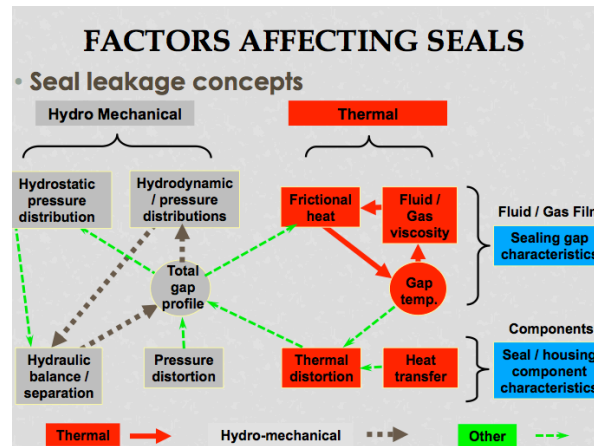 FACTORS AFFECTING SEALS
• Seal leakage concepts
Hydro Mechanical
Thermal
Hydrostatic
pressure
distribution
Hydrodynamic
/ pressure
distributions
Frictional
heat
Fluid /
Gas
viscosity
Fluid / Gas Film
Sealing gap
characteristics
Total
gap
profile
Gap
temp.
Components
Hydraulic
balance /
separation
Pressure
distortion
Thermal
distortion
Heat
transfer
Seal / housing
component
characteristics
Thermal
Hydro-mechanical
Other